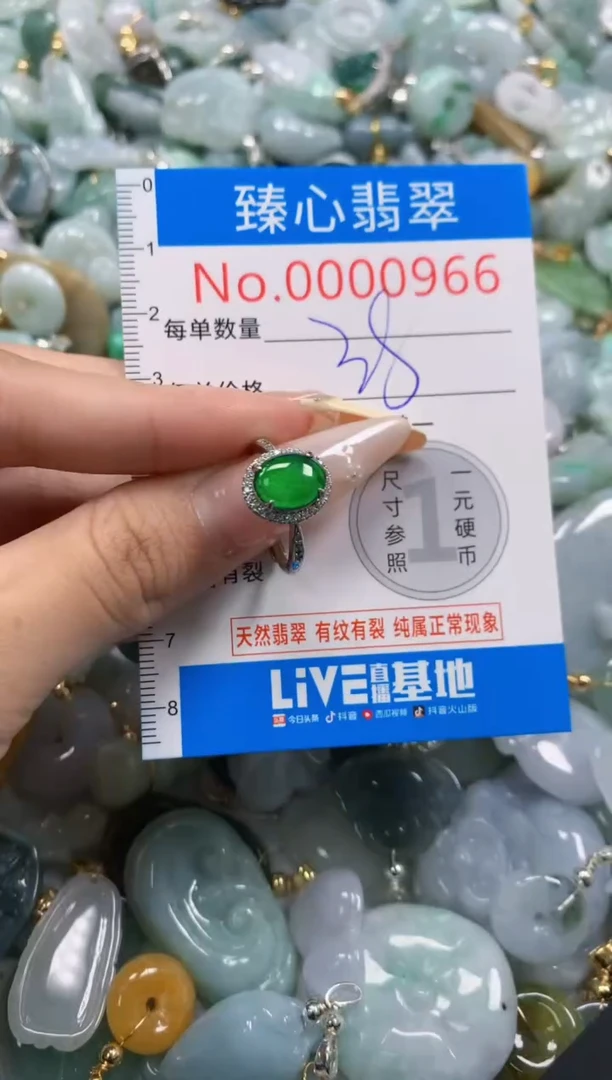 0
臻心翡翠
1
No.0000966
2
每单数量
38
3
一元硬币
尺寸参照
1
有裂
7
天然翡翠 有纹有裂 纯属正常现象
LiVE直播基地
8
今日头条 抖音 西瓜视频 抖音火山版